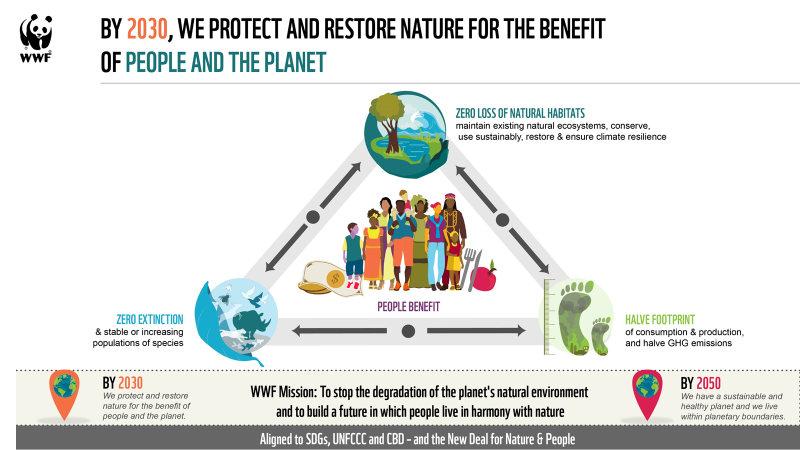 BY 2030, WE PROTECT AND RESTORE NATURE FOR THE BENEFIT
OF PEOPLE AND THE PLANET
WWF
ZERO LOSS OF NATURAL HABITATS
maintain existing natural ecosystems, conserve,
use sustainably, restore & ensure climate resilience
PEOPLE BENEFIT
ZERO EXTINCTION
& stable or increasing
populations of species
HALVE FOOTPRINT
of consumption & production,
and halve GHG emissions
BY 2030
We protect and restore
nature for the benefit of
people and the planet.
WWF Mission: To stop the degradation of the planet's natural environment
and to build a future in which people live in harmony with nature
BY 2050
We have a sustainable and
healthy planet and we live
within planetary boundaries.
Aligned to SDGs, UNFCCC and CBD – and the New Deal for Nature & People